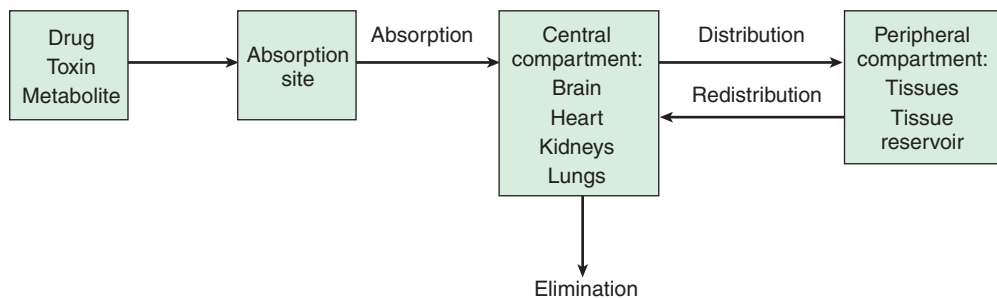 Drug
Toxin
Metabolite
Absorption
site
Absorption
Central
compartment:
Brain
Heart
Kidneys
Lungs
Distribution
Redistribution
Peripheral
compartment:
Tissues
Tissue
reservoir
Elimination